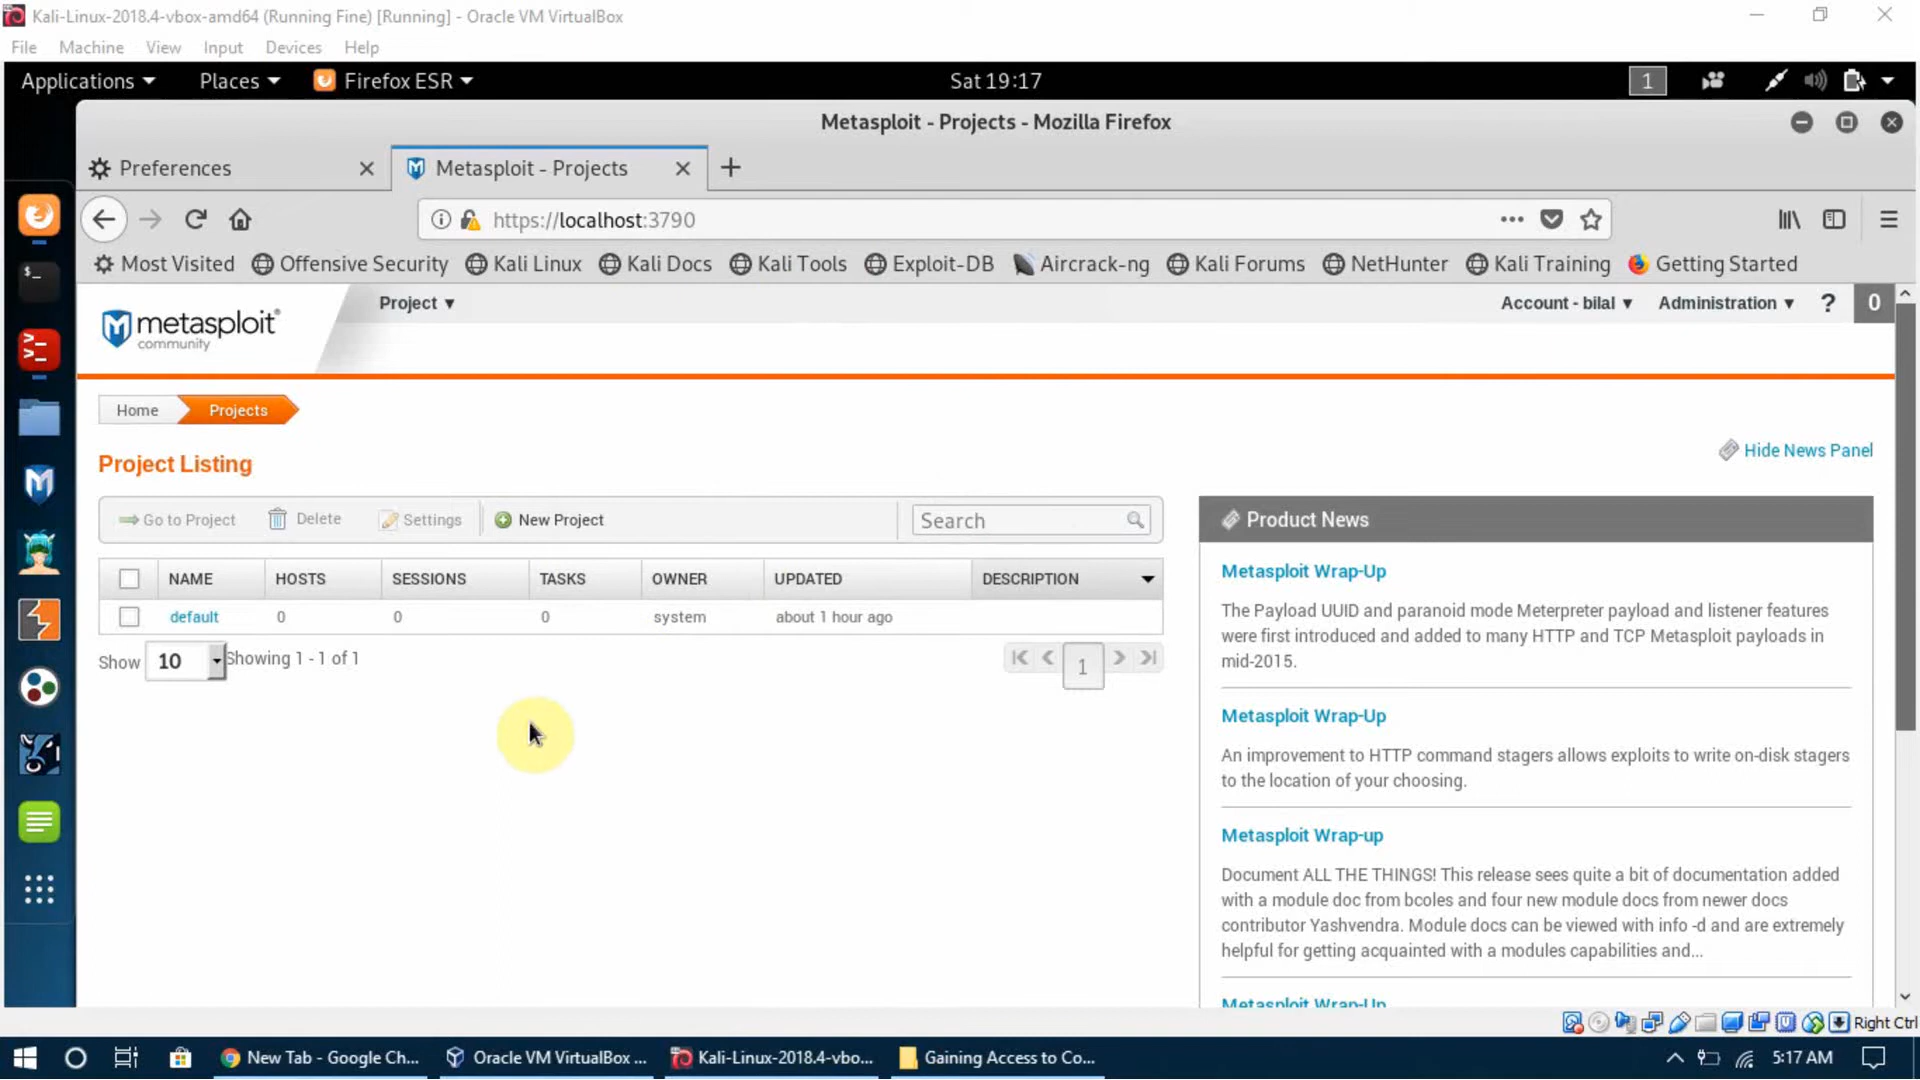 Kali-Linux-2018.4-vbox-amd64 (Running Fine) [Running] - Oracle VM VirtualBox
File Machine View Input Devices Help
Applications Places Firefox ESR Sat 19:17 1
Metasploit - Projects - Mozilla Firefox
Preferences Metasploit - Projects
https://localhost:3790
Most Visited Offensive Security Kali Linux Kali Docs Kali Tools Exploit-DB Aircrack-ng Kali Forums NetHunter Kali Training Getting Started
Project Account - bilal Administration ? 0
metasploit®
community
Home Projects
Hide News Panel
Project Listing
Go to Project Delete Settings New Project Search
NAME HOSTS SESSIONS TASKS OWNER UPDATED DESCRIPTION
default 0 0 0 system about 1 hour ago
Show 10 Showing 1 - 1 of 1 1
Product News
Metasploit Wrap-Up
The Payload UUID and paranoid mode Meterpreter payload and listener features
were first introduced and added to many HTTP and TCP Metasploit payloads in
mid-2015.
Metasploit Wrap-Up
An improvement to HTTP command stagers allows exploits to write on-disk stagers
to the location of your choosing.
Metasploit Wrap-up
Document ALL THE THINGS! This release sees quite a bit of documentation added
with a module doc from bcoles and four new module docs from newer docs
contributor Yashvendra. Module docs can be viewed with info -d and are extremely
helpful for getting acquainted with a modules capabilities and...
Metasploit Wrap-Up
Right Ctrl
New Tab - Google Ch... Oracle VM VirtualBox ... Kali-Linux-2018.4-vbo... Gaining Access to Co... 5:17 AM